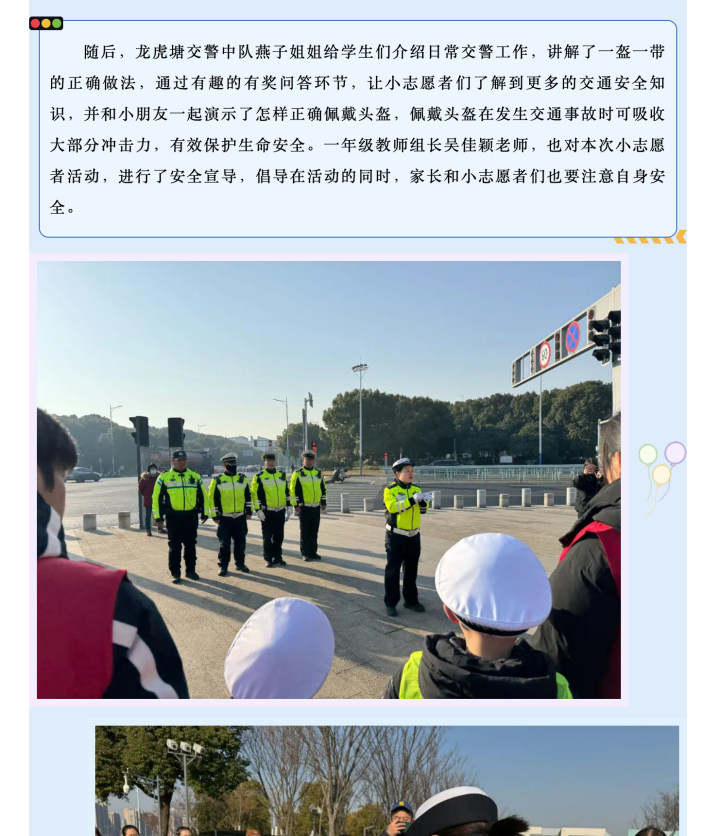 随后，龙虎塘交警中队燕子姐姐给学生们介绍日常交警工作，讲解了一盔一带
的正确做法，通过有趣的有奖问答环节，让小志愿者们了解到更多的交通安全知
识，并和小朋友一起演示了怎样正确佩戴头盔，佩戴头盔在发生交通事故时可吸收
大部分冲击力，有效保护生命安全。一年级教师组长吴佳颖老师，也对本次小志愿
者活动，进行了安全宣导，倡导在活动的同时，家长和小志愿者们也要注意自身安
全。